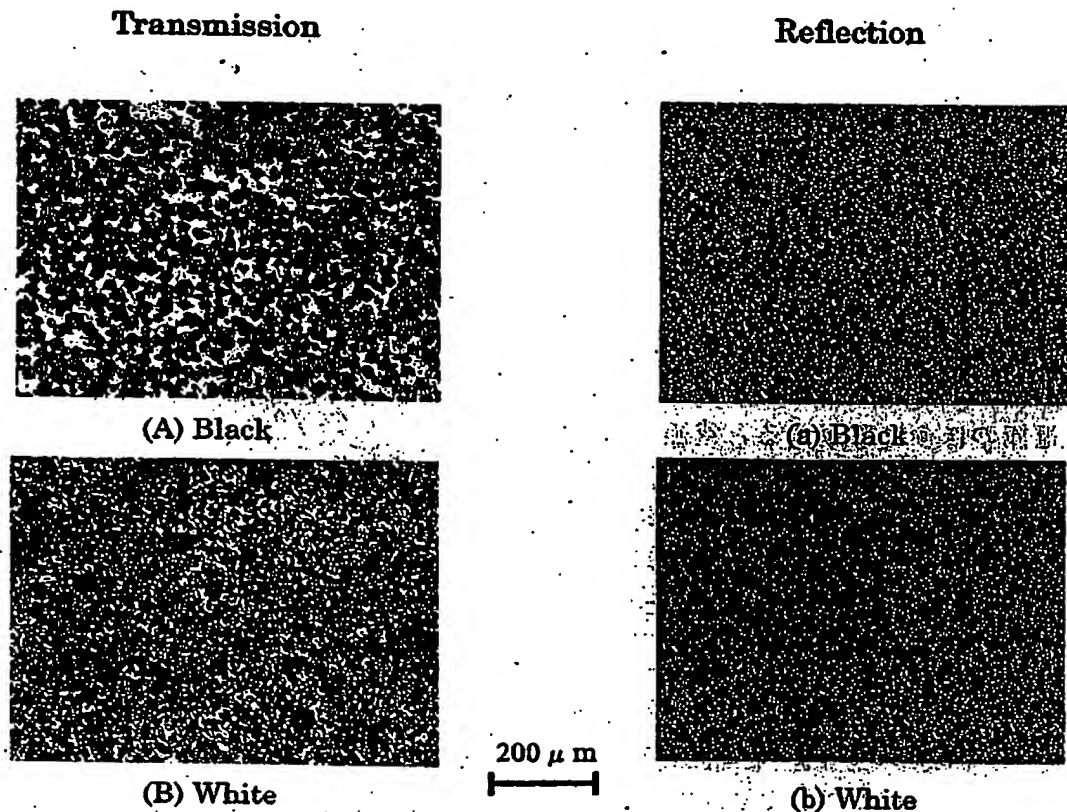 Transmission
Reflection
(A) Black
(a) Black
(B) White
200 μ m
(b) White